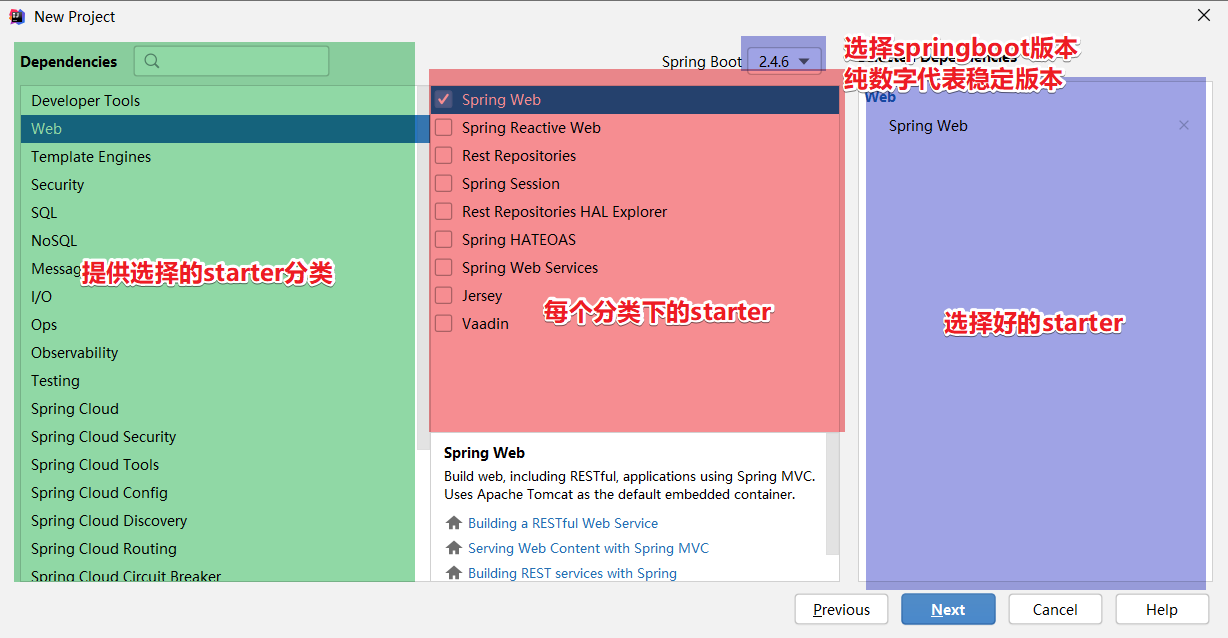 New Project
Dependencies
Spring Boot 2.4.6
选择springboot版本
纯数字代表稳定版本
Dependencies
Developer Tools
Web
Template Engines
Security
SQL
NoSQL
Messag
I/O
Ops
Observability
Testing
Spring Cloud
Spring Cloud Security
Spring Cloud Tools
Spring Cloud Config
Spring Cloud Discovery
Spring Cloud Routing
Spring Cloud Circuit Breaker
提供选择的starter分类
Spring Web
Spring Reactive Web
Rest Repositories
Spring Session
Rest Repositories HAL Explorer
Spring HATEOAS
Spring Web Services
Jersey
Vaadin
每个分类下的starter
Spring Web
Build web, including RESTful, applications using Spring MVC.
Uses Apache Tomcat as the default embedded container.
Building a RESTful Web Service
Serving Web Content with Spring MVC
Building REST services with Spring
Web
Spring Web
选择好的starter
Previous
Next
Cancel
Help